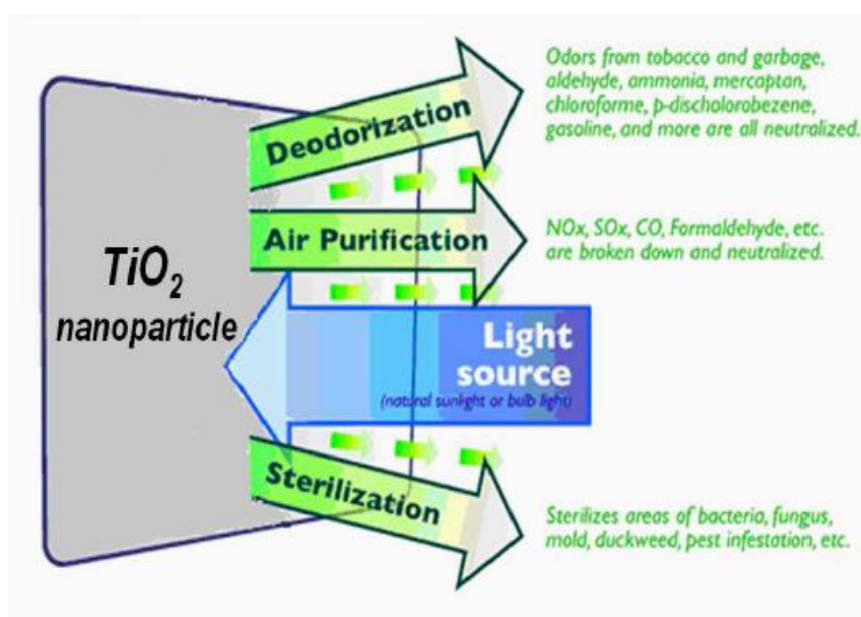 Odors from tobacco and garbage,
aldehyde, ammonia, mercaptan,
chloroforme, p-discholorobezene,
gasoline, and more are all neutralized.
Deodorization
Air Purification
NOx, SOx, CO, Formaldehyde, etc.
are broken down and neutralized.
TiO2
nanoparticle
Light
source
(natural sunlight or bulb light)
Sterilization
Sterilizes areas of bacteria, fungus,
mold, duckweed, pest infestation, etc.